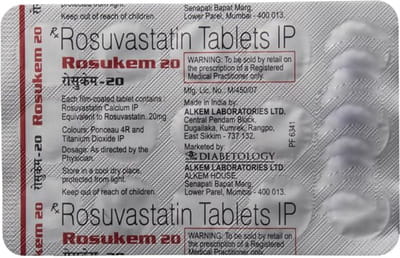 Keep out of reach of children.
Senapati Bapat Marg.
Lower Parel, Mumbai - 400 013.
Rx Rosuvastatin Tablets IP
Rosukem 20
रोसुकेम-20
Each film-coated tablet contains:
Rosuvastatin Calcium IP
Equivalent to Rosuvastatin. 20mg
Colours: Ponceau 4R and
Titanium Dioxide IP
Dosage: As directed by the
Physician.
Store in a cool dry place,
protected from light.
Keep out of reach of children.
WARNING: To be sold by retail on
the prescription of a Registered
Medical Practitioner only.
Mfg. Lic. No.: M/450/07
Made in India by:
ALKEM LABORATORIES LTD.
Central Pendam Block,
Dugailaka, Kumrek, Rangpo,
East Sikkim - 737 132.
Marketed by
DIABETOLOGY
ALKEM LABORATORIES LTD.
ALKEM HOUSE,
Senapati Bapat Marg.
Lower Parel, Mumbai - 400 013.
PF 6341
Rosukem 20
रोसुकेम-20
Rx Rosuvastatin Tablets IP
Rosukem 20
WARNING: To be sold by retail on
the prescription of a Registered